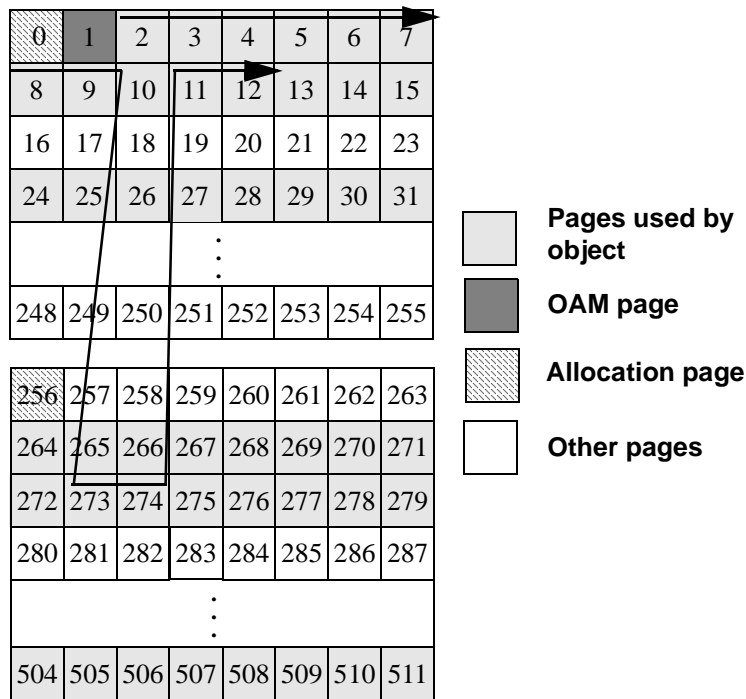 0 1 2 3 4 5 6 7
8 9 10 11 12 13 14 15
16 17 18 19 20 21 22 23
24 25 26 27 28 29 30 31
248 249 250 251 252 253 254 255
256 257 258 259 260 261 262 263
264 265 266 267 268 269 270 271
272 273 274 275 276 277 278 279
280 281 282 283 284 285 286 287
504 505 506 507 508 509 510 511
Pages used by
object
OAM page
Allocation page
Other pages